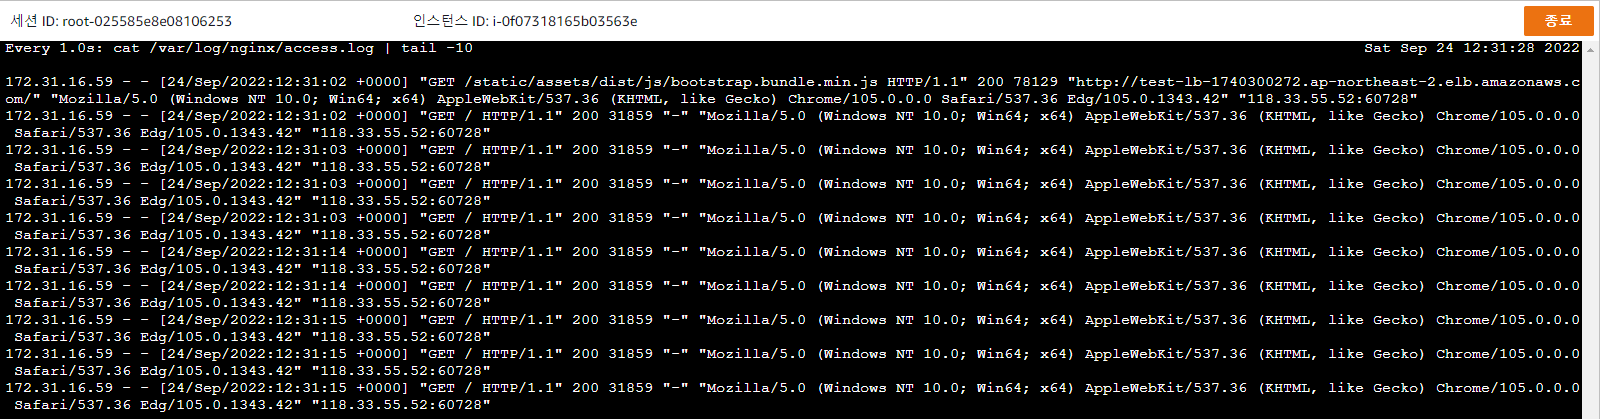 세션 ID: root-025585e8e08106253 인스턴스 ID: i-0f07318165b03563e 종료
Every 1.0s: cat /var/log/nginx/access.log | tail -10 Sat Sep 24 12:31:28 2022
172.31.16.59 - - [24/Sep/2022:12:31:02 +0000] "GET /static/assets/dist/js/bootstrap.bundle.min.js HTTP/1.1" 200 78129 "http://test-lb-1740300272.ap-northeast-2.elb.amazonaws.c
om/" "Mozilla/5.0 (Windows NT 10.0; Win64; x64) AppleWebKit/537.36 (KHTML, like Gecko) Chrome/105.0.0.0 Safari/537.36 Edg/105.0.1343.42" "118.33.55.52:60728"
172.31.16.59 - - [24/Sep/2022:12:31:02 +0000] "GET / HTTP/1.1" 200 31859 "-" "Mozilla/5.0 (Windows NT 10.0; Win64; x64) AppleWebKit/537.36 (KHTML, like Gecko) Chrome/105.0.0.0
 Safari/537.36 Edg/105.0.1343.42" "118.33.55.52:60728"
172.31.16.59 - - [24/Sep/2022:12:31:03 +0000] "GET / HTTP/1.1" 200 31859 "-" "Mozilla/5.0 (Windows NT 10.0; Win64; x64) AppleWebKit/537.36 (KHTML, like Gecko) Chrome/105.0.0.0
 Safari/537.36 Edg/105.0.1343.42" "118.33.55.52:60728"
172.31.16.59 - - [24/Sep/2022:12:31:03 +0000] "GET / HTTP/1.1" 200 31859 "-" "Mozilla/5.0 (Windows NT 10.0; Win64; x64) AppleWebKit/537.36 (KHTML, like Gecko) Chrome/105.0.0.0
 Safari/537.36 Edg/105.0.1343.42" "118.33.55.52:60728"
172.31.16.59 - - [24/Sep/2022:12:31:03 +0000] "GET / HTTP/1.1" 200 31859 "-" "Mozilla/5.0 (Windows NT 10.0; Win64; x64) AppleWebKit/537.36 (KHTML, like Gecko) Chrome/105.0.0.0
 Safari/537.36 Edg/105.0.1343.42" "118.33.55.52:60728"
172.31.16.59 - - [24/Sep/2022:12:31:14 +0000] "GET / HTTP/1.1" 200 31859 "-" "Mozilla/5.0 (Windows NT 10.0; Win64; x64) AppleWebKit/537.36 (KHTML, like Gecko) Chrome/105.0.0.0
 Safari/537.36 Edg/105.0.1343.42" "118.33.55.52:60728"
172.31.16.59 - - [24/Sep/2022:12:31:14 +0000] "GET / HTTP/1.1" 200 31859 "-" "Mozilla/5.0 (Windows NT 10.0; Win64; x64) AppleWebKit/537.36 (KHTML, like Gecko) Chrome/105.0.0.0
 Safari/537.36 Edg/105.0.1343.42" "118.33.55.52:60728"
172.31.16.59 - - [24/Sep/2022:12:31:15 +0000] "GET / HTTP/1.1" 200 31859 "-" "Mozilla/5.0 (Windows NT 10.0; Win64; x64) AppleWebKit/537.36 (KHTML, like Gecko) Chrome/105.0.0.0
 Safari/537.36 Edg/105.0.1343.42" "118.33.55.52:60728"
172.31.16.59 - - [24/Sep/2022:12:31:15 +0000] "GET / HTTP/1.1" 200 31859 "-" "Mozilla/5.0 (Windows NT 10.0; Win64; x64) AppleWebKit/537.36 (KHTML, like Gecko) Chrome/105.0.0.0
 Safari/537.36 Edg/105.0.1343.42" "118.33.55.52:60728"
172.31.16.59 - - [24/Sep/2022:12:31:15 +0000] "GET / HTTP/1.1" 200 31859 "-" "Mozilla/5.0 (Windows NT 10.0; Win64; x64) AppleWebKit/537.36 (KHTML, like Gecko) Chrome/105.0.0.0
 Safari/537.36 Edg/105.0.1343.42" "118.33.55.52:60728"